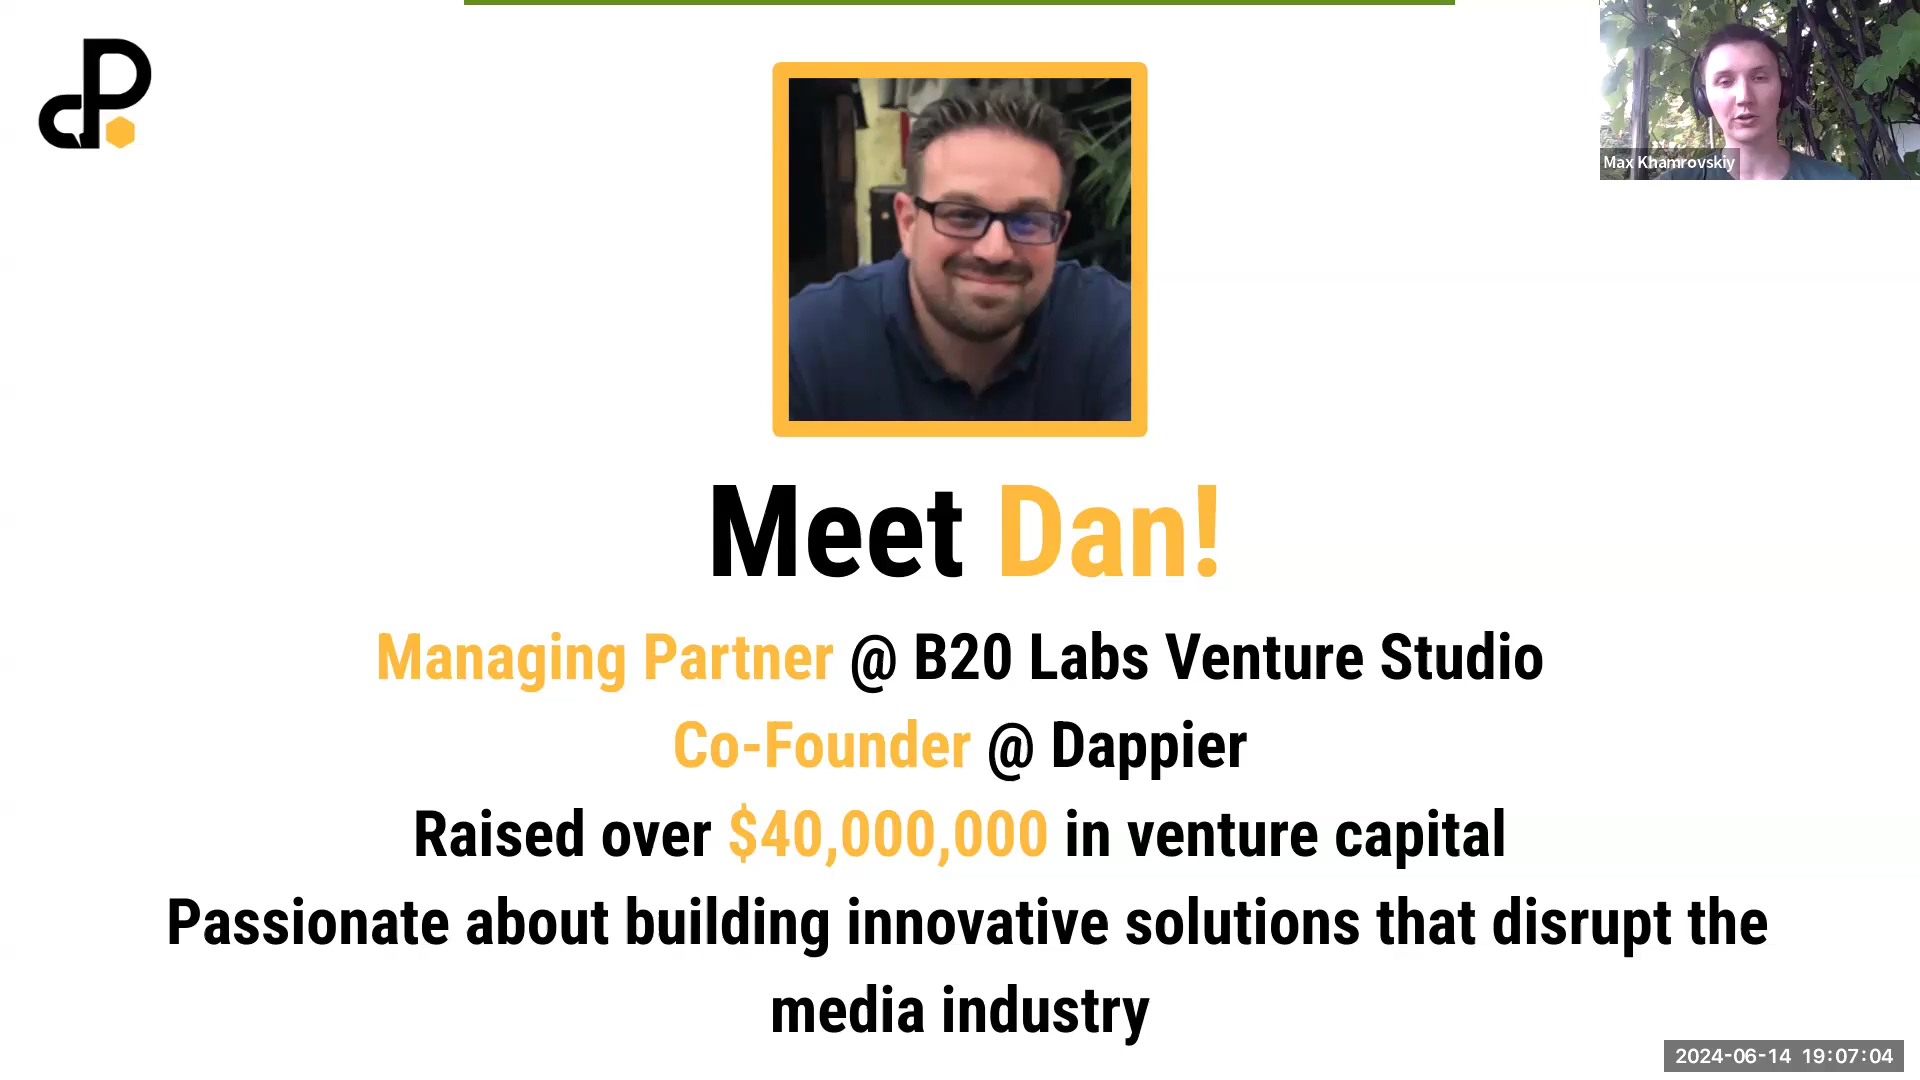 Max Khamrovskiy
Meet Dan!
Managing Partner @ B20 Labs Venture Studio
Co-Founder @ Dappier
Raised over $40,000,000 in venture capital
Passionate about building innovative solutions that disrupt the
media industry
2024-06-14 19:07:04